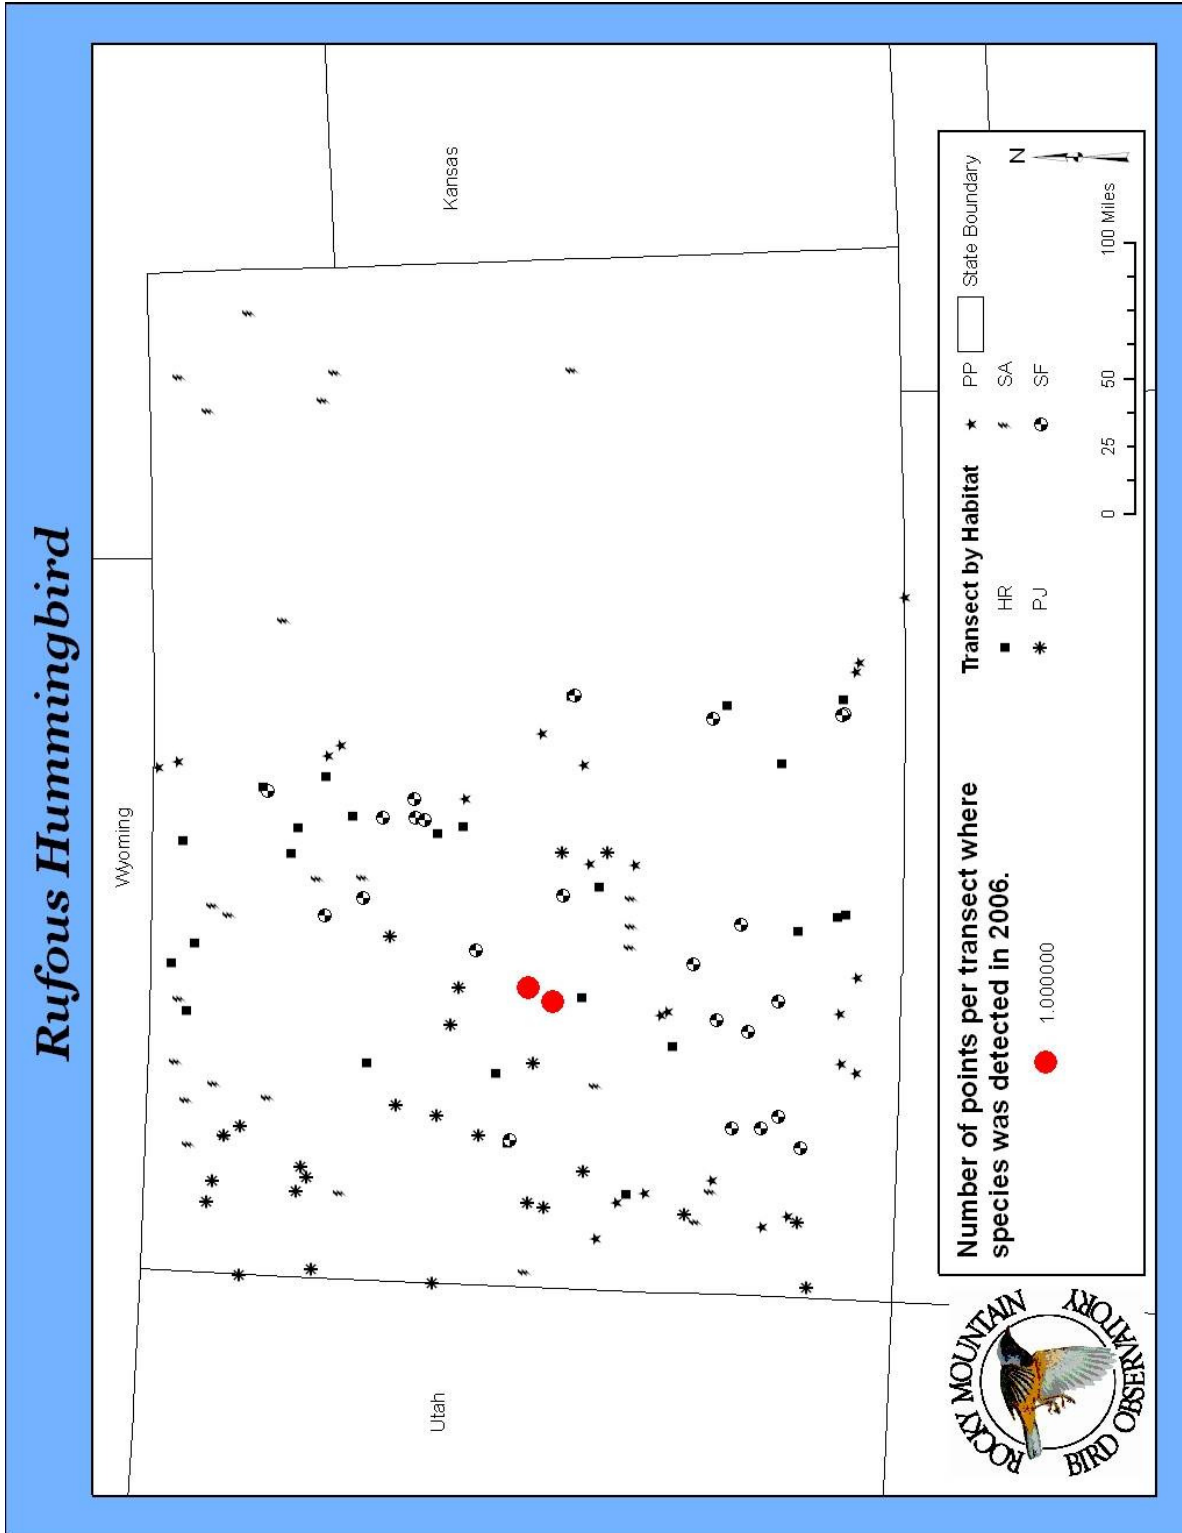 Rufous Hummingbird
Wyoming
Kansas
Utah
Number of points per transect where
species was detected in 2006.
1.000000
Transect by Habitat
HR
PJ
PP
SA
SF
State Boundary
N
0 25 50 100 Miles
ROCKY MOUNTAIN
BIRD OBSERVATORY